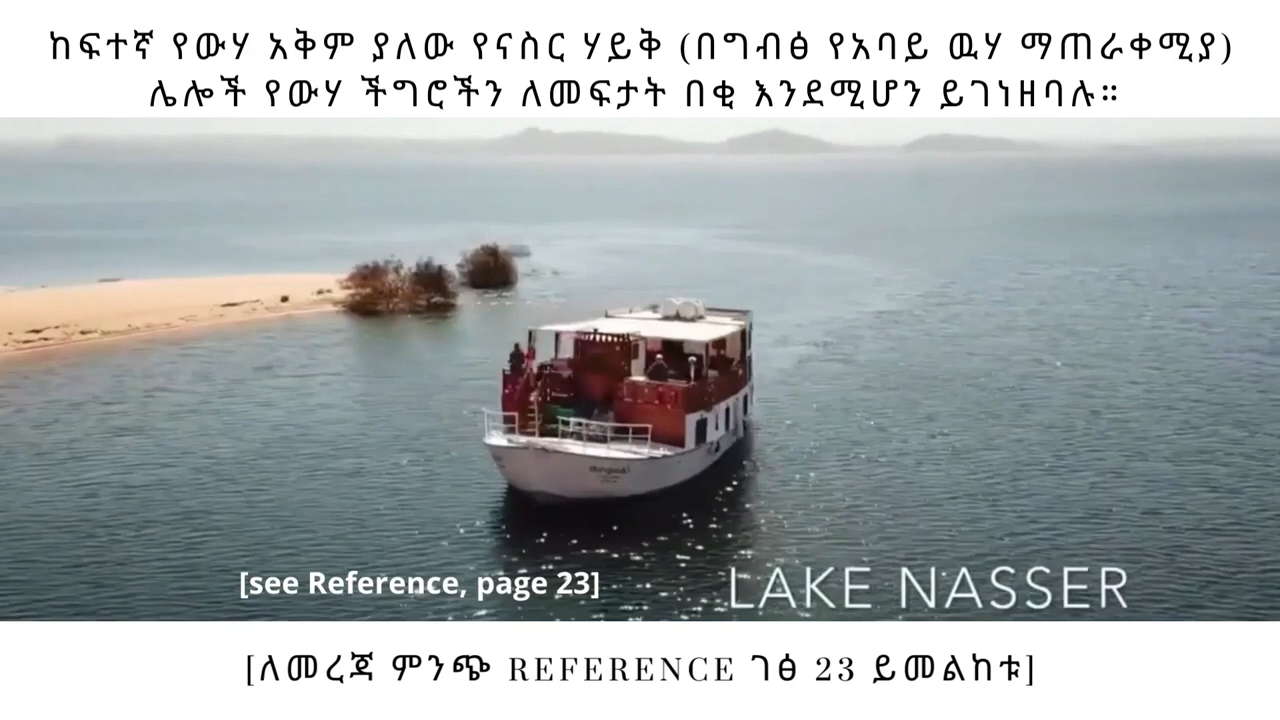 ከፍተኛ የውሃ አቅም ያለው የናስር ሃይቅ (በግብፅ የአባይ ዉሃ ማጠራቀሚያ)
ሌሎች የውሃ ችግሮችን ለመፍታት በቂ እንደሚሆን ይገነዘባሉ።
[see Reference, page 23]
LAKE NASSER
[ለመረጃ ምንጭ REFERENCE ገፅ 23 ይመልከቱ]